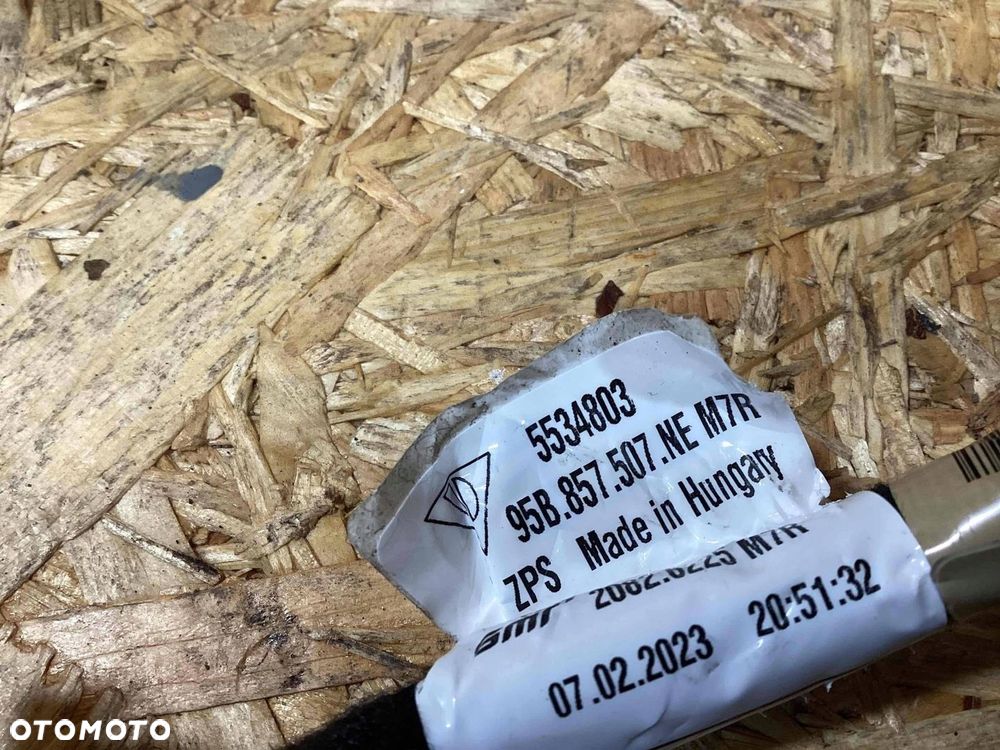 5534803
95B.857.507.NE M7R
ZPS Made in Hungary
07.02.2023 20:51:32
OTOMOTO